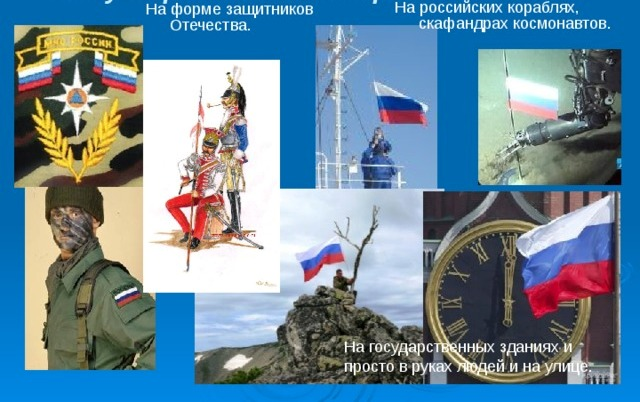 На форме защитников
Отечества.
На российских кораблях,
скафандрах космонавтов.
На государственных зданиях и
просто в руках людей и на улице.